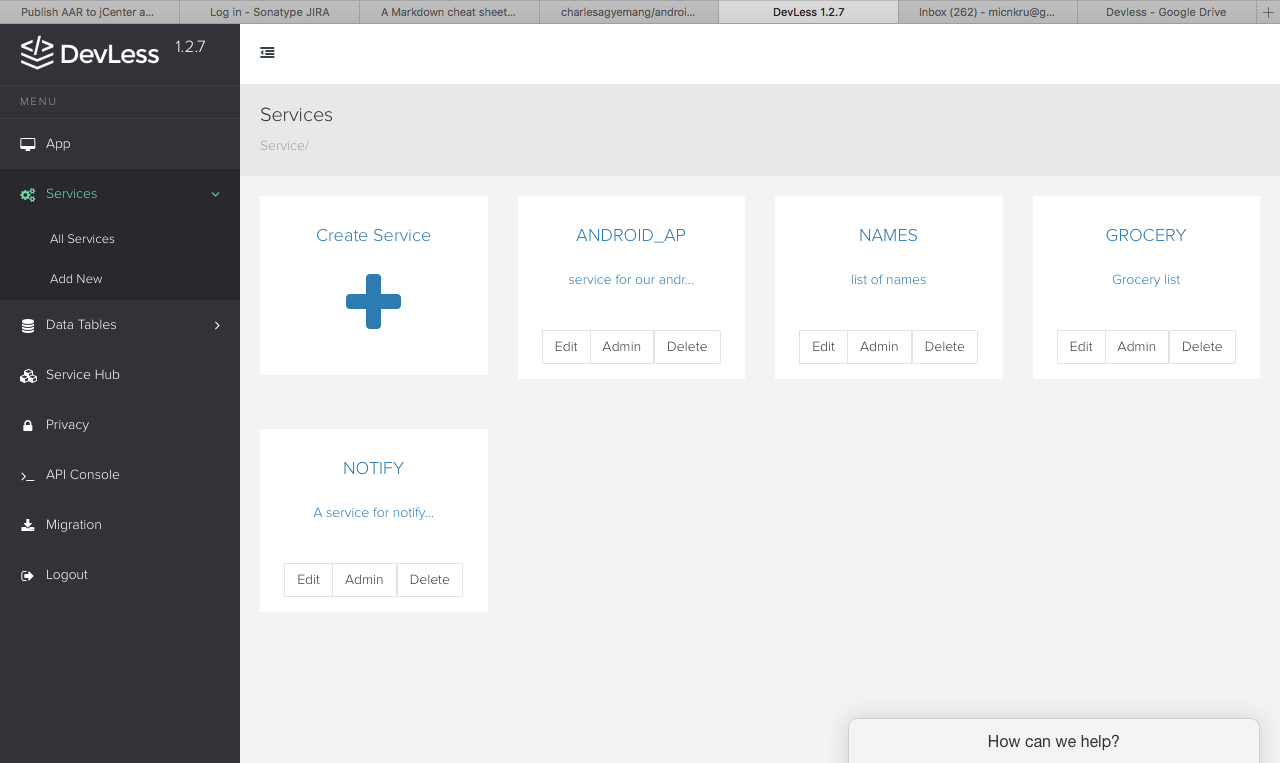 Publish AAR to jCenter a...
Log in - Sonatype JIRA
A Markdown cheat sheet...
charlesagyemang/androi...
DevLess 1.2.7
Inbox (262) - micnkru@g...
Devless - Google Drive
DevLess 1.2.7
MENU
App
Services
All Services
Add New
Data Tables
Service Hub
Privacy
API Console
Migration
Logout
Services
Service/
Create Service
ANDROID_AP
service for our andr...
Edit Admin Delete
NAMES
list of names
Edit Admin Delete
GROCERY
Grocery list
Edit Admin Delete
NOTIFY
A service for notify...
Edit Admin Delete
How can we help?